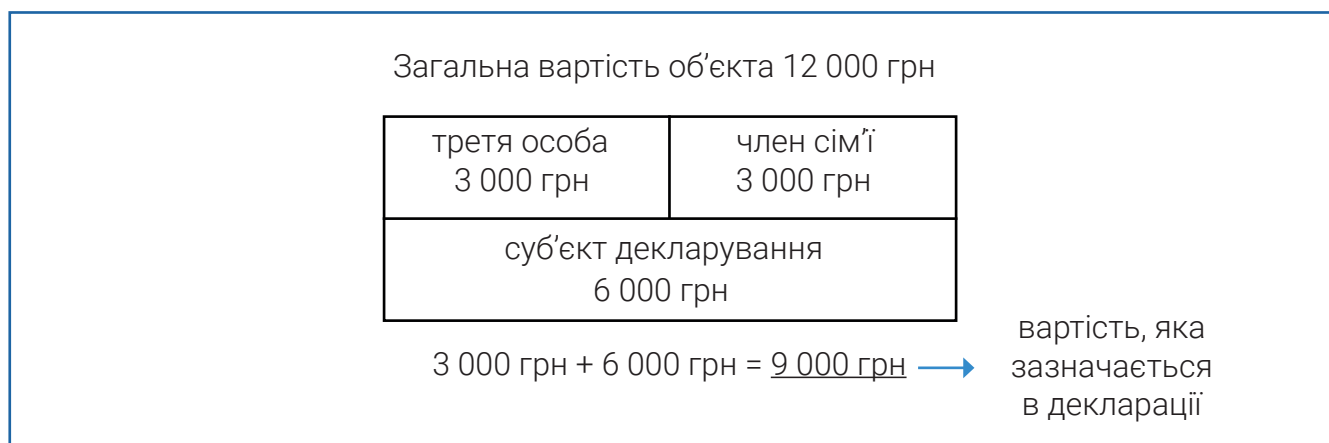 Загальна вартість об’єкта 12 000 грн
третя особа
3 000 грн
член сім’ї
3 000 грн
суб’єкт декларування
6 000 грн
3 000 грн + 6 000 грн = 9 000 грн
вартість, яка
зазначається
в декларації